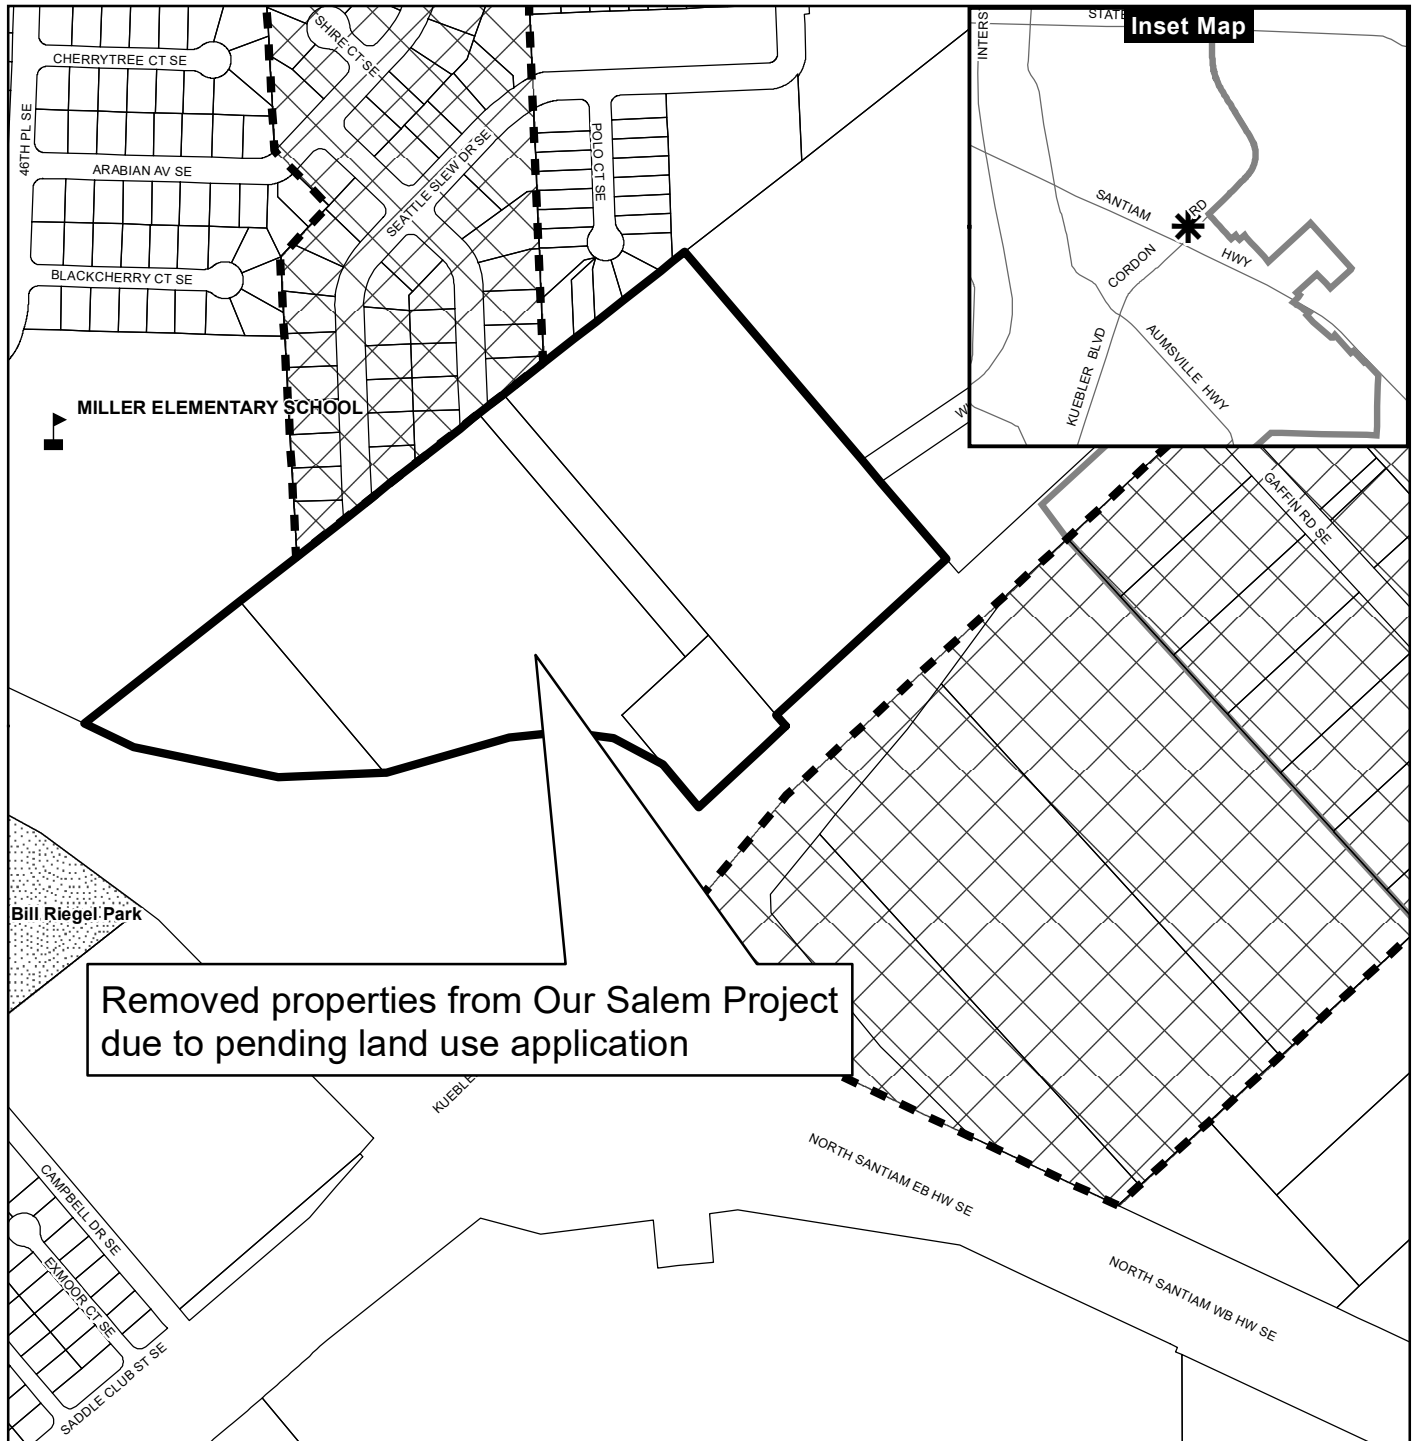 SHIRE CT SE
CHERRYTREE CT SE
46TH PL SE
ARABIAN AV SE
SEATTLE SLEW DR SE
POLO CT SE
BLACKCHERRY CT SE
MILLER ELEMENTARY SCHOOL
Inset Map
INTERS
STATE
SANTIAM
HWY
CORDON
RD
KUEBLER BLVD
AUMSVILLE HWY
GAFFIN RD SE
Bill Riegel Park
Removed properties from Our Salem Project
due to pending land use application
KUEBLE
NORTH SANTIAM EB HW SE
NORTH SANTIAM WB HW SE
CAMPBELL DR SE
EXMOOR CT SE
SADDLE CLUB ST SE